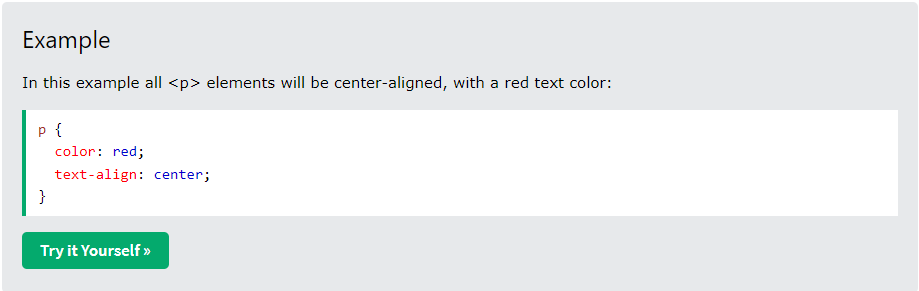 Example
In this example all <p> elements will be center-aligned, with a red text color:
p {
  color: red;
  text-align: center;
}
Try it Yourself »